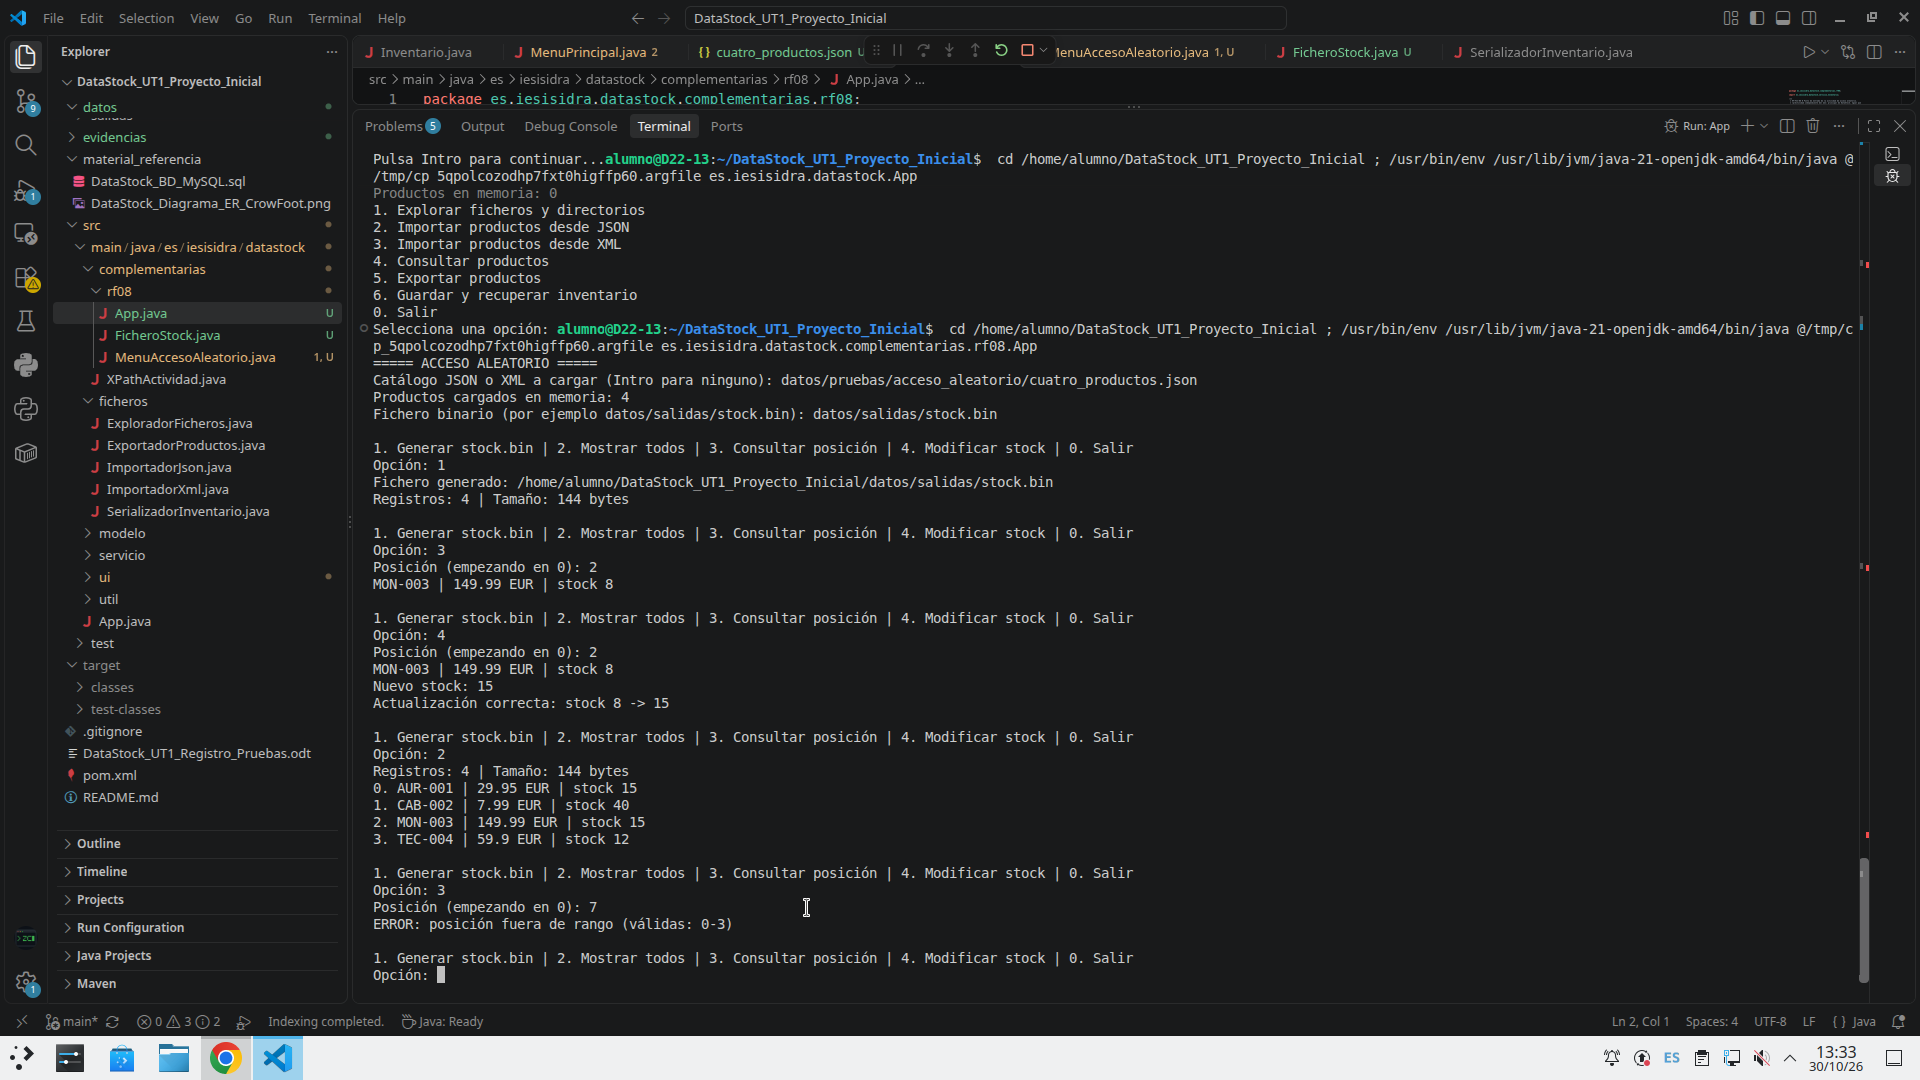 File Edit Selection View Go Run Terminal Help
DataStock_UT1_Proyecto_Inicial
Explorer
DataStock_UT1_Proyecto_Inicial
datos
evidencias
material_referencia
DataStock_BD_MySQL.sql
DataStock_Diagrama_ER_CrowFoot.png
src
main/java/es/iesisidra/datastock
complementarias
rf08
App.java U
FicheroStock.java U
MenuAccesoAleatorio.java 1, U
XPathActividad.java
ficheros
ExploradorFicheros.java
ExportadorProductos.java
ImportadorJson.java
ImportadorXml.java
SerializadorInventario.java
modelo
servicio
ui
util
App.java
test
target
classes
test-classes
.gitignore
DataStock_UT1_Registro_Pruebas.odt
pom.xml
README.md
Outline
Timeline
Projects
Run Configuration
Java Projects
Maven
9
1
1
Inventario.java MenuPrincipal.java 2 cuatro_productos.json MenuAccesoAleatorio.java 1, U FicheroStock.java U SerializadorInventario.java
src > main > java > es > iesisidra > datastock > complementarias > rf08 > App.java > ...
1 package es.iesisidra.datastock.complementarias.rf08;
Problems 5 Output Debug Console Terminal Ports
Run: App
Pulsa Intro para continuar...alumno@D22-13:~/DataStock_UT1_Proyecto_Inicial$ cd /home/alumno/DataStock_UT1_Proyecto_Inicial ; /usr/bin/env /usr/lib/jvm/java-21-openjdk-amd64/bin/java @
/tmp/cp_5qpolcozodhp7fxt0higffp60.argfile es.iesisidra.datastock.App
Productos en memoria: 0
1. Explorar ficheros y directorios
2. Importar productos desde JSON
3. Importar productos desde XML
4. Consultar productos
5. Exportar productos
6. Guardar y recuperar inventario
0. Salir
Selecciona una opción: alumno@D22-13:~/DataStock_UT1_Proyecto_Inicial$ cd /home/alumno/DataStock_UT1_Proyecto_Inicial ; /usr/bin/env /usr/lib/jvm/java-21-openjdk-amd64/bin/java @/tmp/c
p_5qpolcozodhp7fxt0higffp60.argfile es.iesisidra.datastock.complementarias.rf08.App
===== ACCESO ALEATORIO =====
Catálogo JSON o XML a cargar (Intro para ninguno): datos/pruebas/acceso_aleatorio/cuatro_productos.json
Productos cargados en memoria: 4
Fichero binario (por ejemplo datos/salidas/stock.bin): datos/salidas/stock.bin
1. Generar stock.bin | 2. Mostrar todos | 3. Consultar posición | 4. Modificar stock | 0. Salir
Opción: 1
Fichero generado: /home/alumno/DataStock_UT1_Proyecto_Inicial/datos/salidas/stock.bin
Registros: 4 | Tamaño: 144 bytes
1. Generar stock.bin | 2. Mostrar todos | 3. Consultar posición | 4. Modificar stock | 0. Salir
Opción: 3
Posición (empezando en 0): 2
MON-003 | 149.99 EUR | stock 8
1. Generar stock.bin | 2. Mostrar todos | 3. Consultar posición | 4. Modificar stock | 0. Salir
Opción: 4
Posición (empezando en 0): 2
MON-003 | 149.99 EUR | stock 8
Nuevo stock: 15
Actualización correcta: stock 8 -> 15
1. Generar stock.bin | 2. Mostrar todos | 3. Consultar posición | 4. Modificar stock | 0. Salir
Opción: 2
Registros: 4 | Tamaño: 144 bytes
0. AUR-001 | 29.95 EUR | stock 15
1. CAB-002 | 7.99 EUR | stock 40
2. MON-003 | 149.99 EUR | stock 15
3. TEC-004 | 59.9 EUR | stock 12
1. Generar stock.bin | 2. Mostrar todos | 3. Consultar posición | 4. Modificar stock | 0. Salir
Opción: 3
Posición (empezando en 0): 7
ERROR: posición fuera de rango (válidas: 0-3)
1. Generar stock.bin | 2. Mostrar todos | 3. Consultar posición | 4. Modificar stock | 0. Salir
Opción:
main* 0 3 2 Indexing completed. Java: Ready
Ln 2, Col 1 Spaces: 4 UTF-8 LF {} Java
ES
13:33
30/10/26